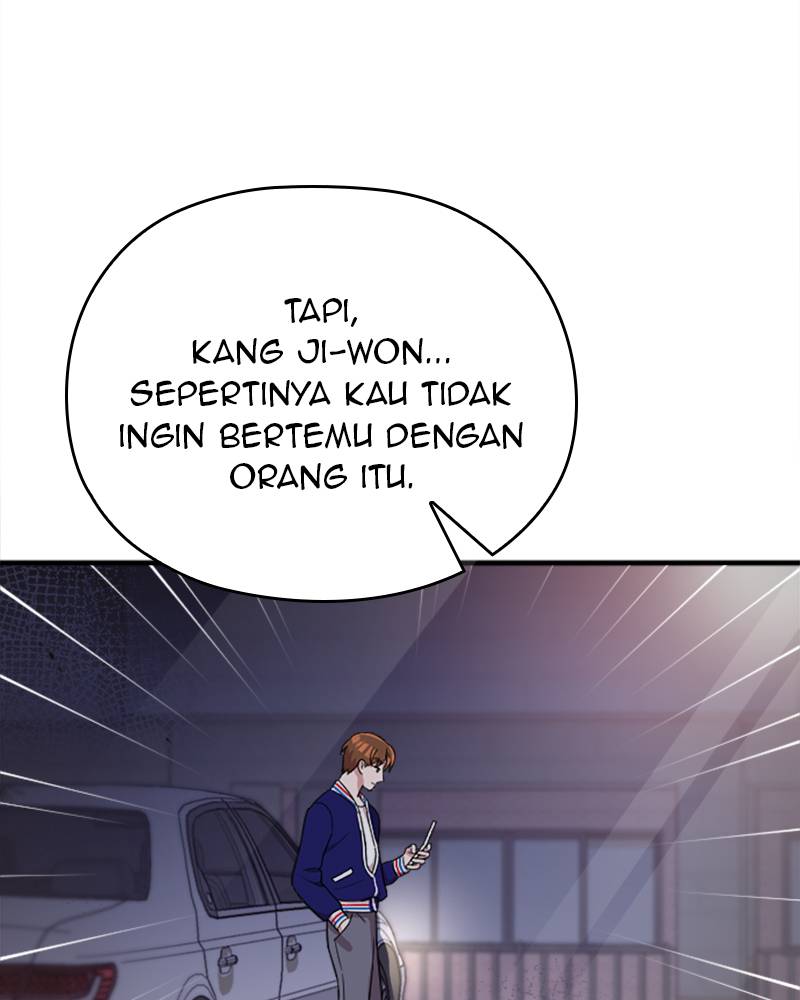 TAPI,
KANG JI-WON...
SEPERTINYA KAU TIDAK
INGIN BERTEMU DENGAN
ORANG ITU.